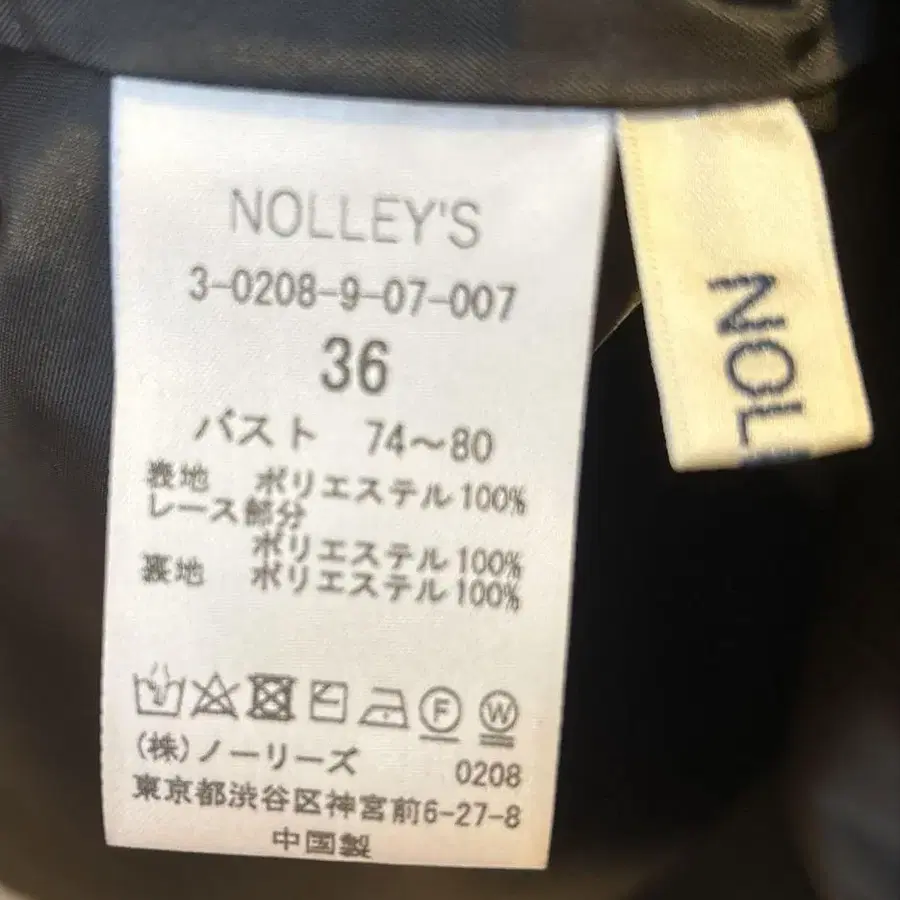 NOLLEY'S
3-0208-9-07-007
36
バスト 74～80
表地 ポリエステル100%
レース部分
ポリエステル100%
裏地 ポリエステル100%
F W
(株)ノーリーズ 0208
東京都渋谷区神宮前6-27-8
中国製
NOLL